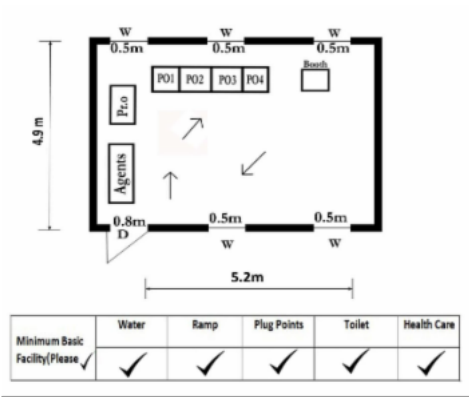 W W W
0.5m 0.5m 0.5m
Booth
PO1 PO2 PO3 PO4
Pr.o
4.9 m
Agents
0.8m 0.5m 0.5m
D W W
5.2m
Water Ramp Plug Points Toilet Health Care
Minimum Basic
Facility(Please ✓ ✓ ✓ ✓ ✓ ✓